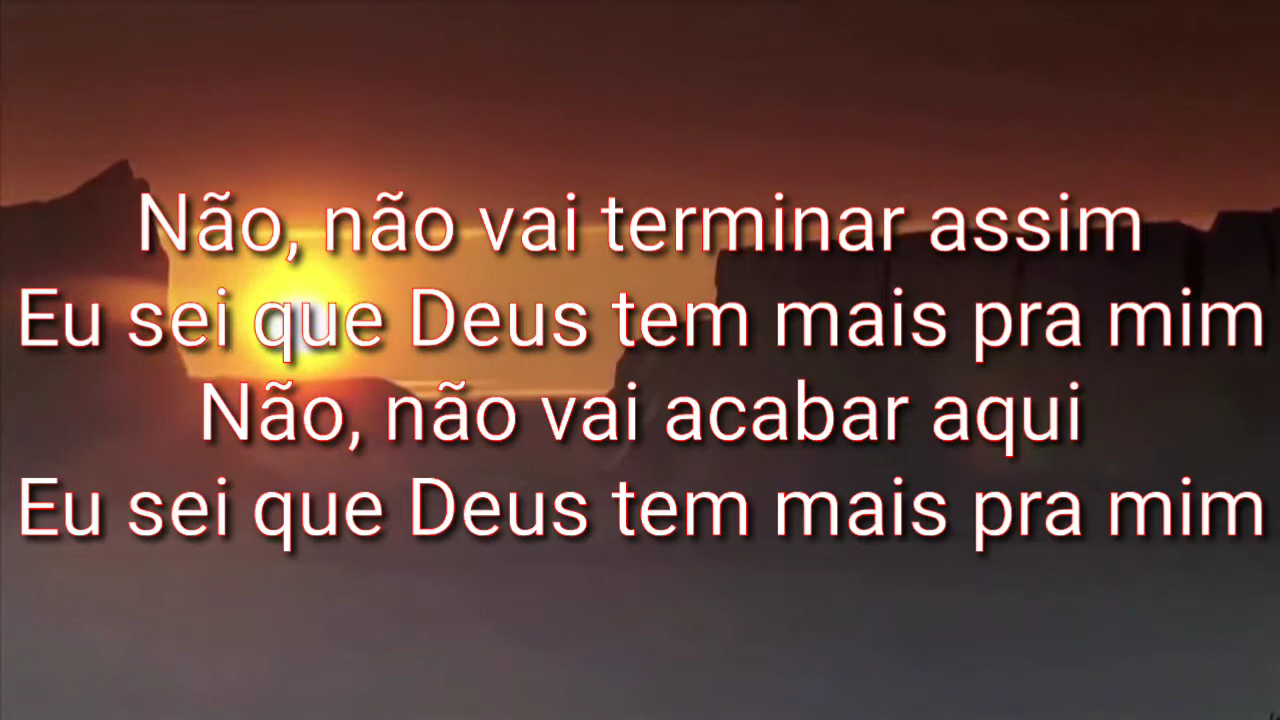 Não, não vai terminar assim
Eu sei que Deus tem mais pra mim
Não, não vai acabar aqui
Eu sei que Deus tem mais pra mim